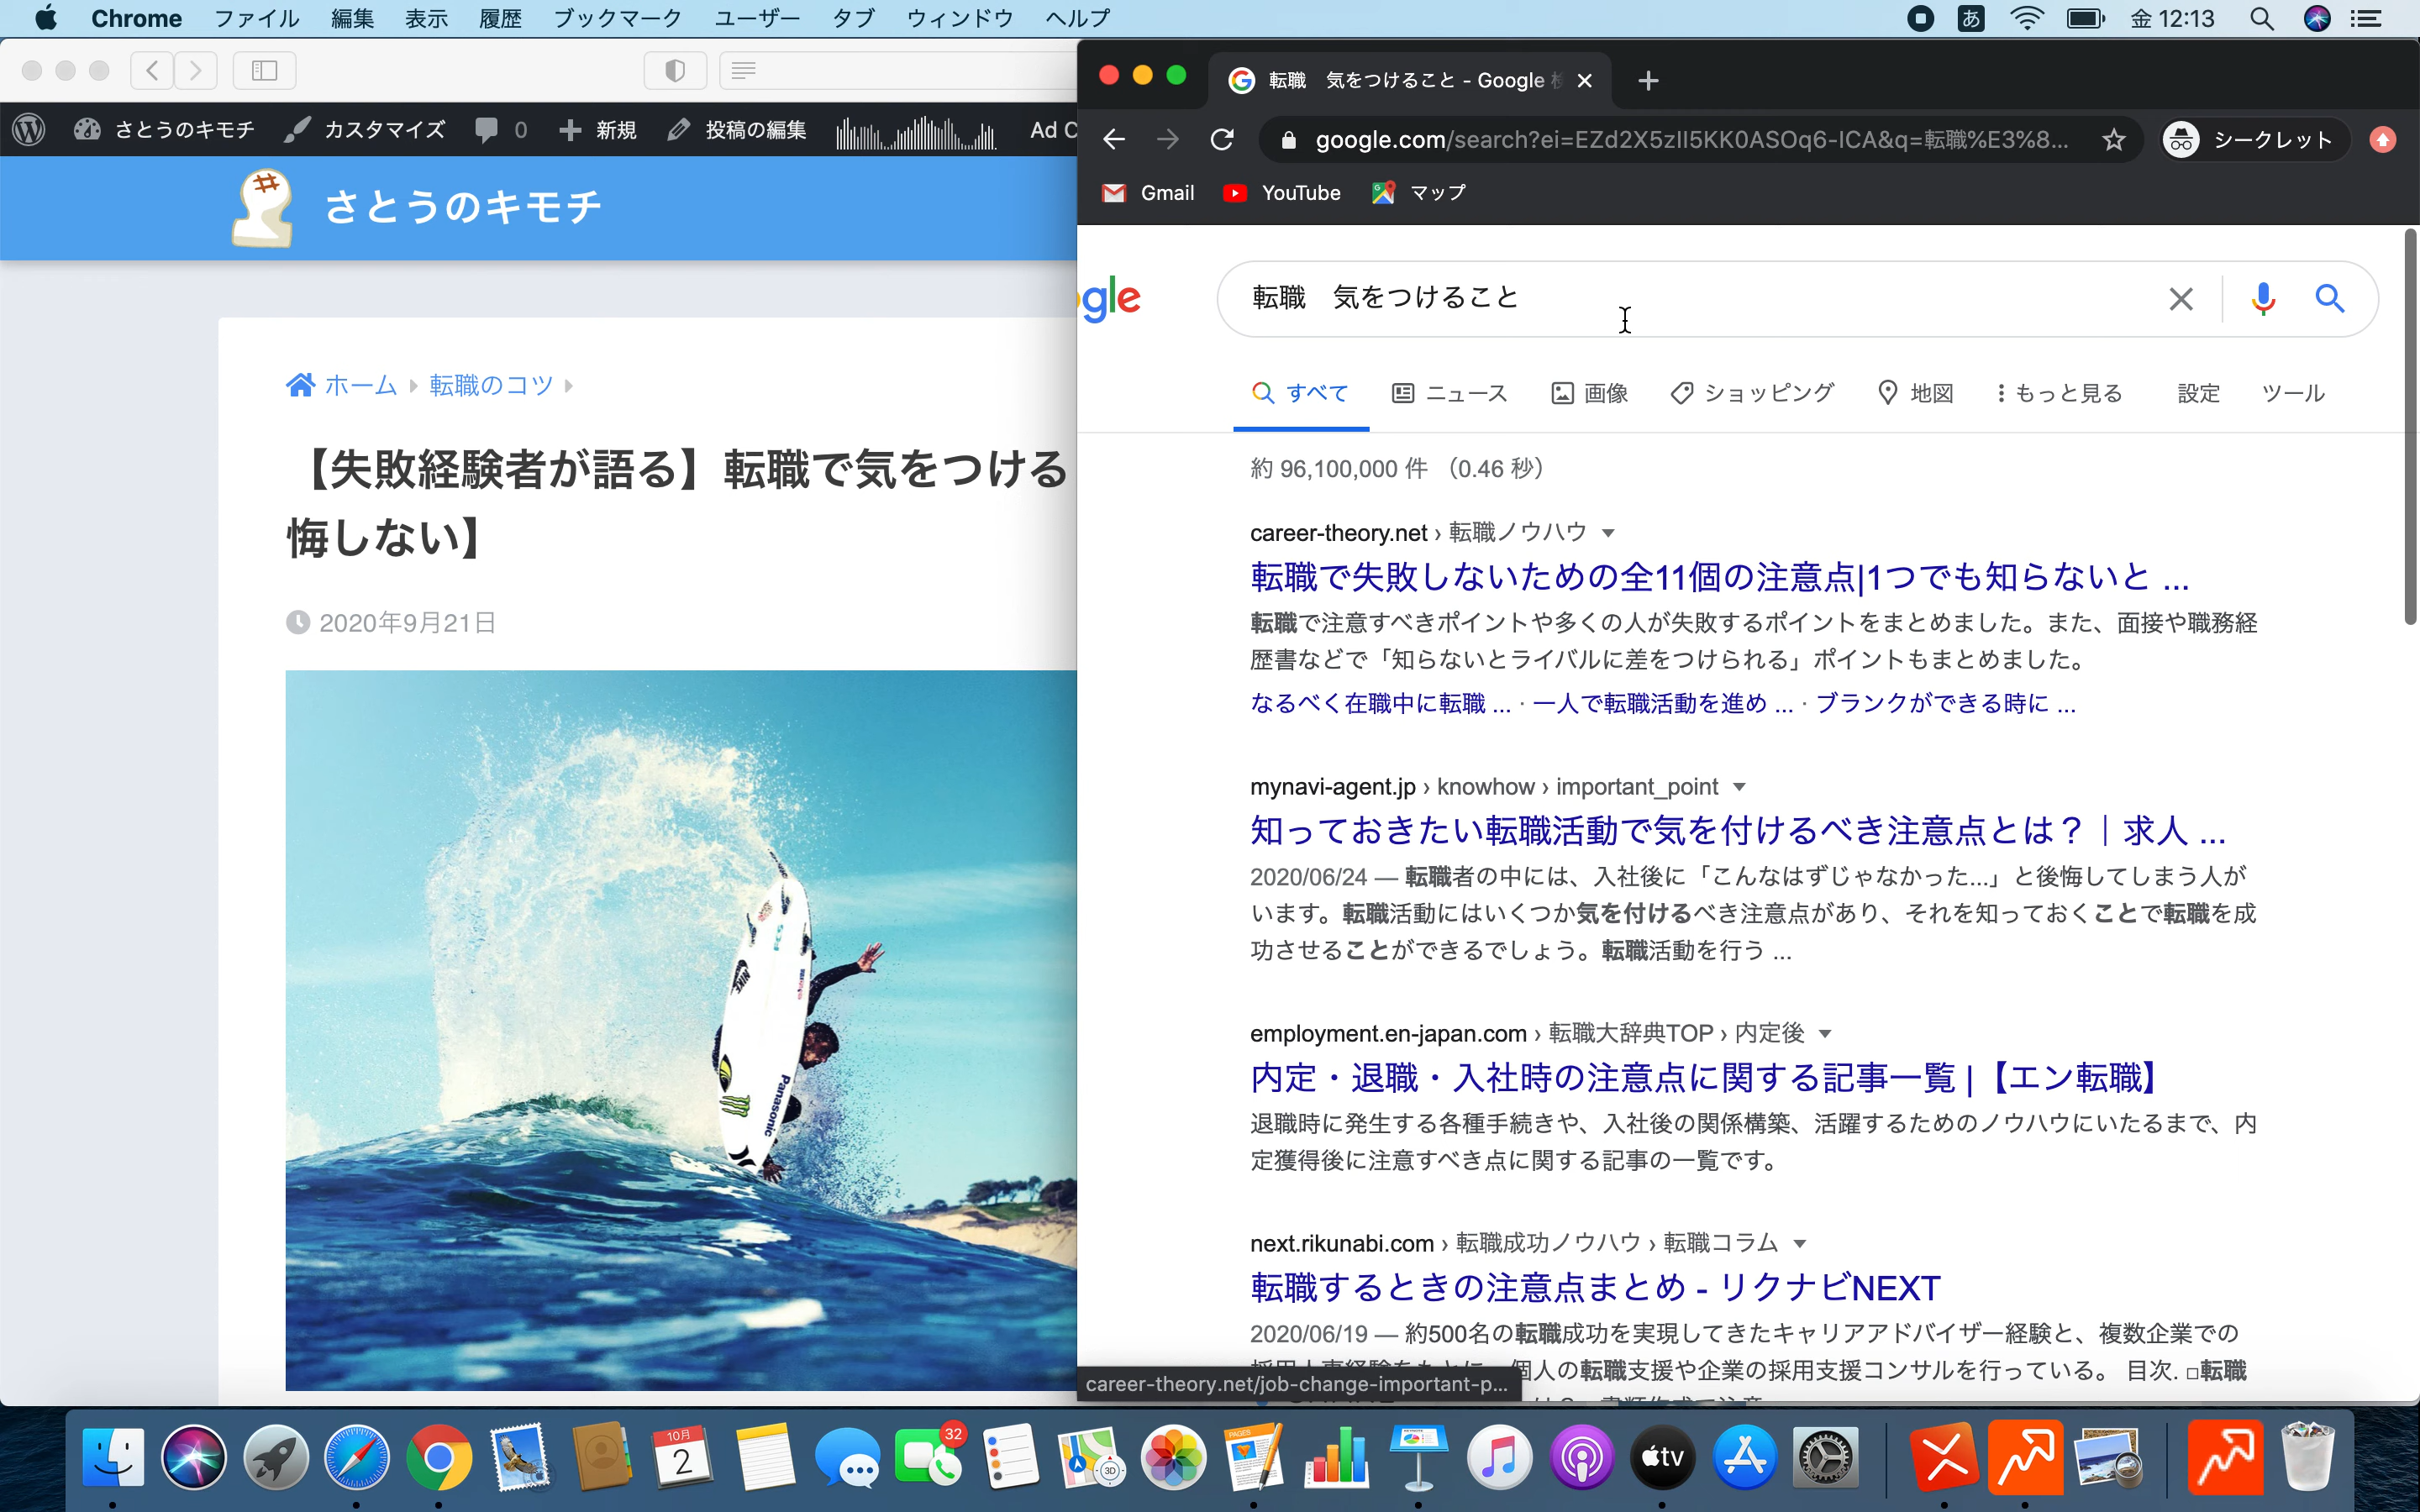 Chrome ファイル 編集 表示 履歴 ブックマーク ユーザー タブ ウィンドウ ヘルプ
あ 金 12:13
さとうのキモチ カスタマイズ 0 新規 投稿の編集 Ad C
さとうのキモチ
ホーム 転職のコツ
【失敗経験者が語る】転職で気をつける
悔しない】
2020年9月21日
NIKE
Panasonic
転職　気をつけること - Google 検
google.com/search?ei=EZd2X5zII5KK0ASOq6-ICA&q=転職%E3%8... シークレット
Gmail YouTube マップ
gle
転職　気をつけること
すべて ニュース 画像 ショッピング 地図 もっと見る 設定 ツール
約 96,100,000 件 （0.46 秒）
career-theory.net › 転職ノウハウ
転職で失敗しないための全11個の注意点|1つでも知らないと ...
転職で注意すべきポイントや多くの人が失敗するポイントをまとめました。また、面接や職務経
歴書などで「知らないとライバルに差をつけられる」ポイントもまとめました。
なるべく在職中に転職 ... · 一人で転職活動を進め ... · ブランクができる時に ...
mynavi-agent.jp › knowhow › important_point
知っておきたい転職活動で気を付けるべき注意点とは？｜求人 ...
2020/06/24 — 転職者の中には、入社後に「こんなはずじゃなかった...」と後悔してしまう人が
います。転職活動にはいくつか気を付けるべき注意点があり、それを知っておくことで転職を成
功させることができるでしょう。転職活動を行う ...
employment.en-japan.com › 転職大辞典TOP › 内定後
内定・退職・入社時の注意点に関する記事一覧 |【エン転職】
退職時に発生する各種手続きや、入社後の関係構築、活躍するためのノウハウにいたるまで、内
定獲得後に注意すべき点に関する記事の一覧です。
next.rikunabi.com › 転職成功ノウハウ › 転職コラム
転職するときの注意点まとめ - リクナビNEXT
2020/06/19 — 約500名の転職成功を実現してきたキャリアアドバイザー経験と、複数企業での
個人の転職支援や企業の採用支援コンサルを行っている。 目次. □転職
career-theory.net/job-change-important-p...
10月
2
32
3D
PAGES
tv